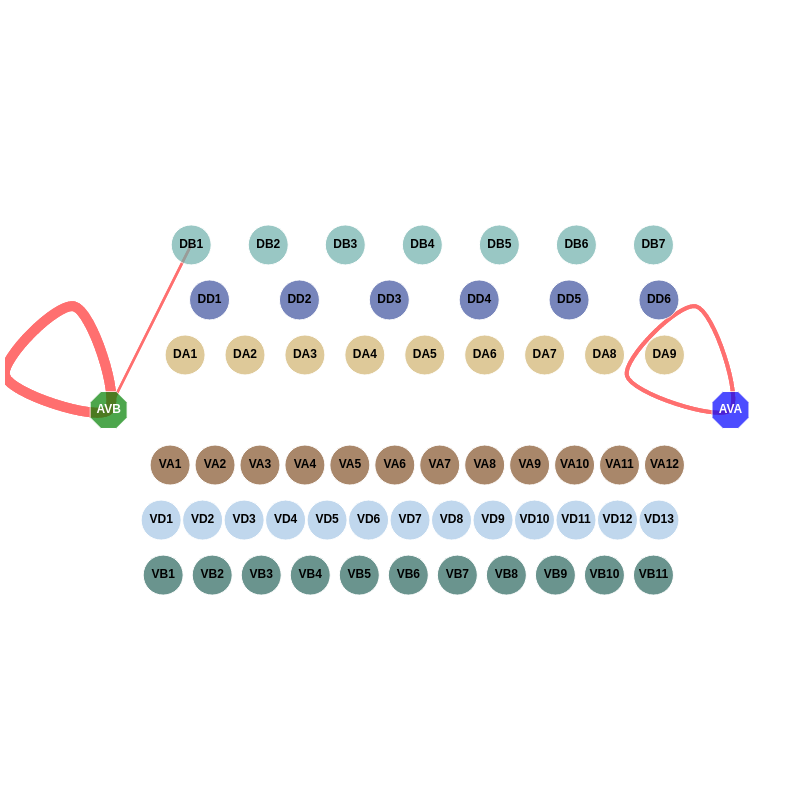 DB1 DB2 DB3 DB4 DB5 DB6 DB7
DD1 DD2 DD3 DD4 DD5 DD6
DA1 DA2 DA3 DA4 DA5 DA6 DA7 DA8 DA9
AVB AVA
VA1 VA2 VA3 VA4 VA5 VA6 VA7 VA8 VA9 VA10 VA11 VA12
VD1 VD2 VD3 VD4 VD5 VD6 VD7 VD8 VD9 VD10 VD11 VD12 VD13
VB1 VB2 VB3 VB4 VB5 VB6 VB7 VB8 VB9 VB10 VB11